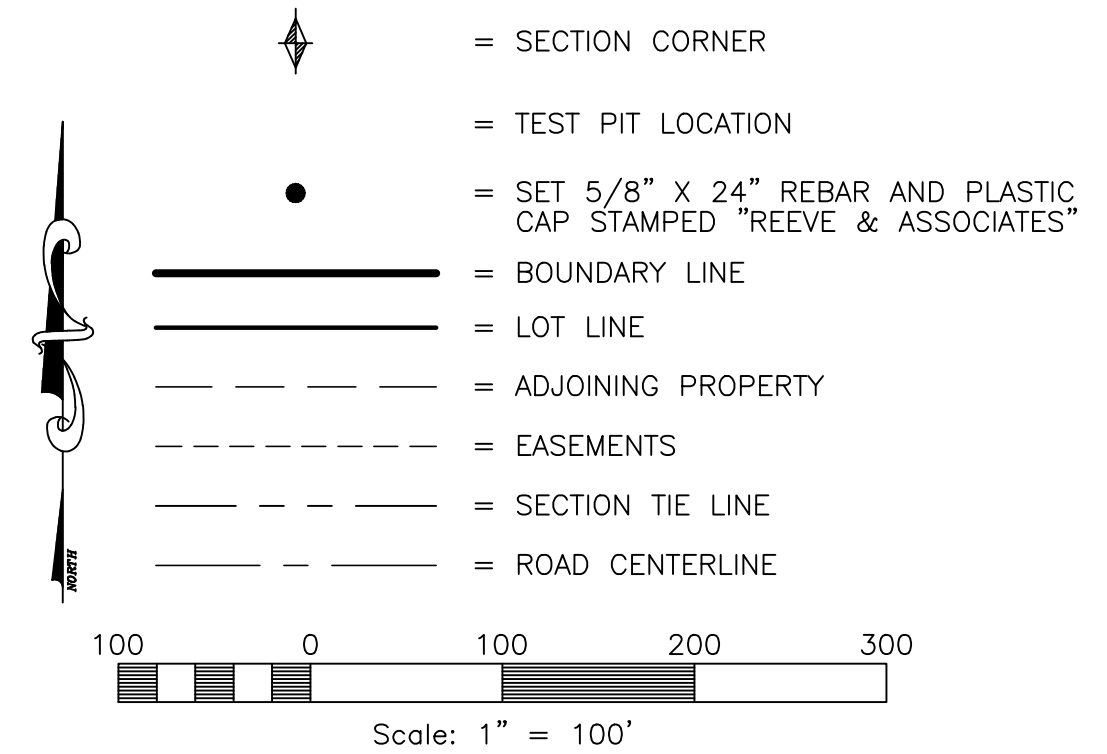 = SECTION CORNER
= TEST PIT LOCATION
= SET 5/8" X 24" REBAR AND PLASTIC
CAP STAMPED "REEVE & ASSOCIATES"
= BOUNDARY LINE
= LOT LINE
= ADJOINING PROPERTY
= EASEMENTS
= SECTION TIE LINE
= ROAD CENTERLINE
NORTH
100 0 100 200 300
Scale: 1" = 100'